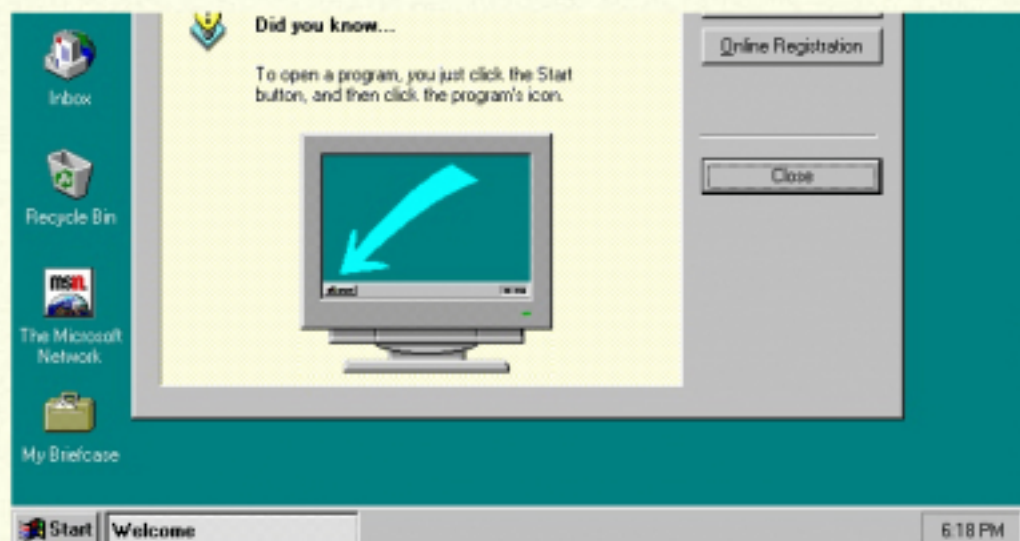 Did you know...
Online Registration
To open a program, you just click the Start
button, and then click the program's icon.
Inbox
Close
Recycle Bin
msn.
The Microsoft
Network
My Briefcase
Start
Welcome
6:18 PM